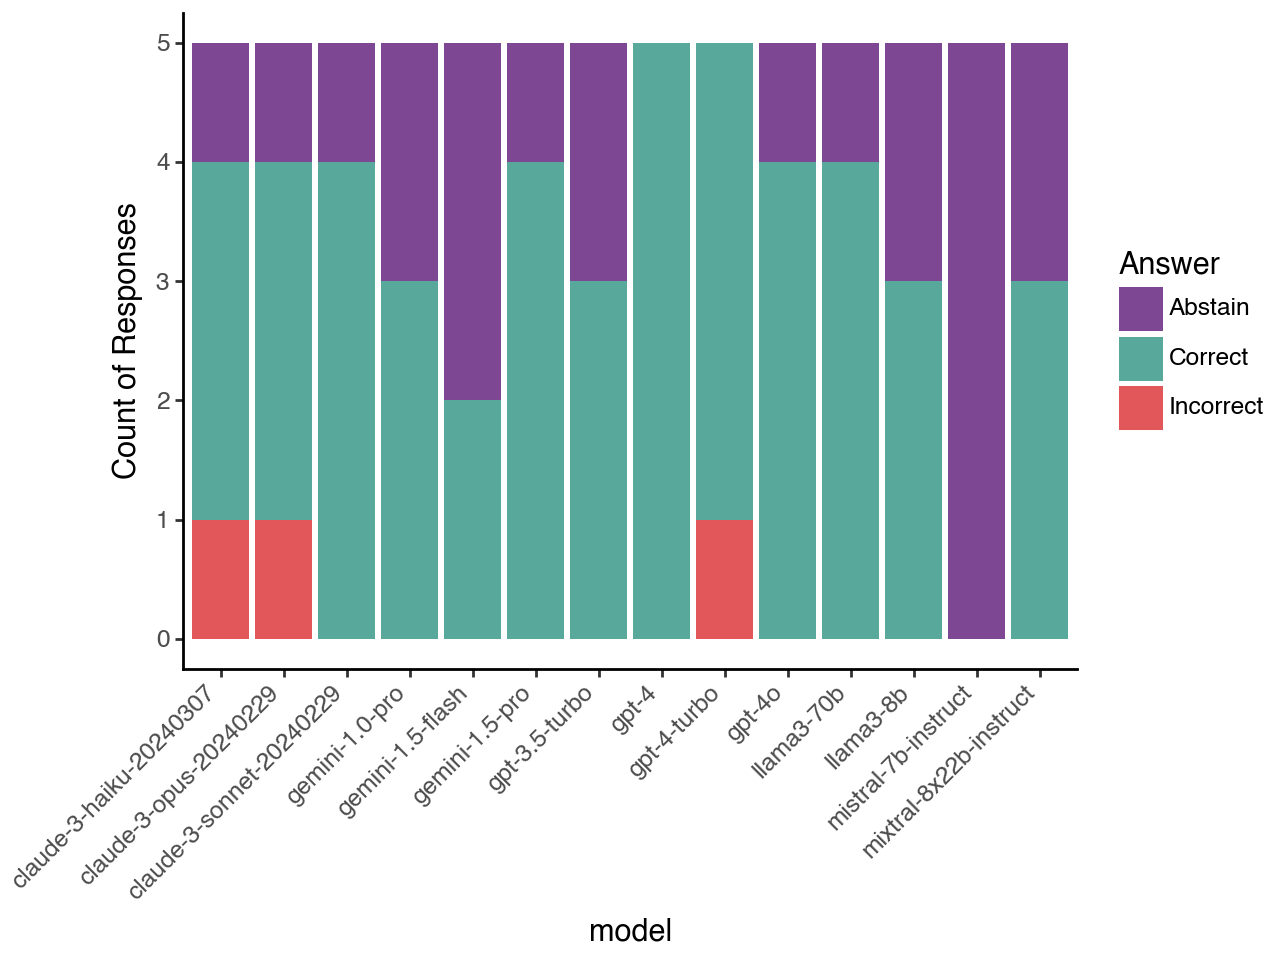 5
4
3
2
1
0
Count of Responses
claude-3-haiku-20240307
claude-3-opus-20240229
claude-3-sonnet-20240229
gemini-1.0-pro
gemini-1.5-flash
gemini-1.5-pro
gpt-3.5-turbo
gpt-4
gpt-4-turbo
gpt-4o
llama3-70b
llama3-8b
mistral-7b-instruct
mixtral-8x22b-instruct
model
Answer
Abstain
Correct
Incorrect